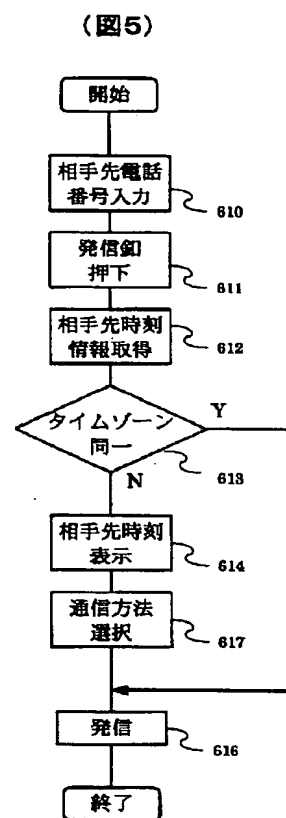 (図5)
開始
相手先電話
番号入力
610
発信釦
押下
611
相手先時刻
情報取得
612
タイムゾーン
同一
Y
613
N
相手先時刻
表示
614
通信方法
選択
617
発信
616
終了